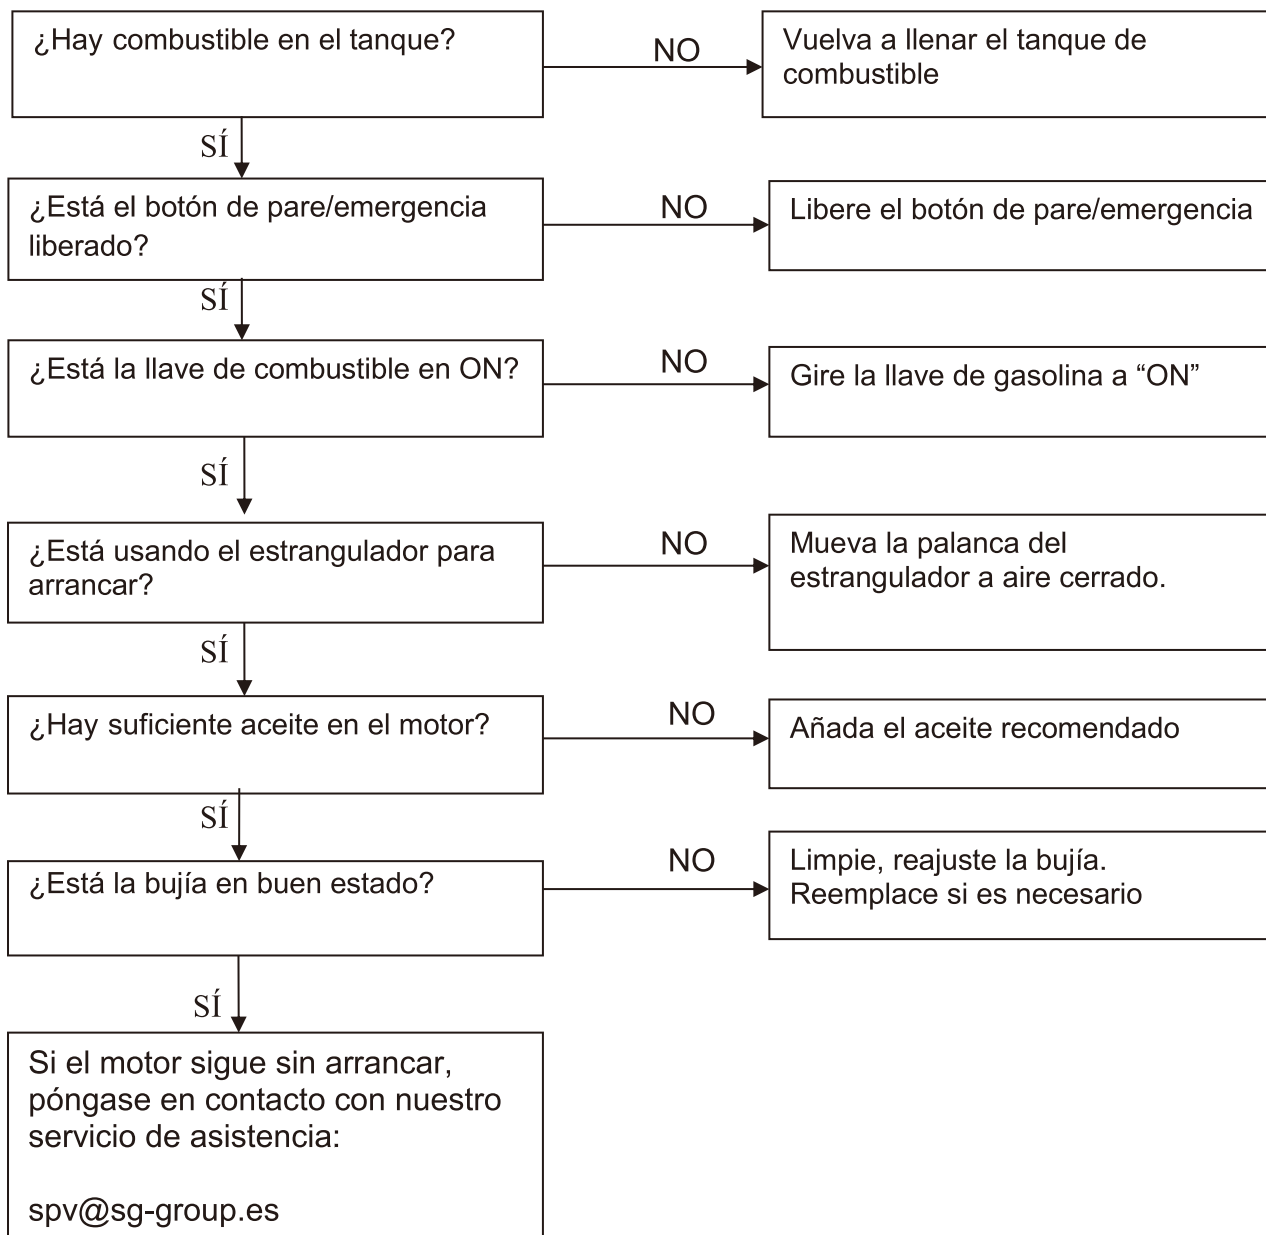 ¿Hay combustible en el tanque?
NO
Vuelva a llenar el tanque de
combustible
SÍ
¿Está el botón de pare/emergencia
liberado?
NO
Libere el botón de pare/emergencia
SÍ
¿Está la llave de combustible en ON?
NO
Gire la llave de gasolina a “ON”
SÍ
¿Está usando el estrangulador para
arrancar?
NO
Mueva la palanca del
estrangulador a aire cerrado.
SÍ
¿Hay suficiente aceite en el motor?
NO
Añada el aceite recomendado
SÍ
¿Está la bujía en buen estado?
NO
Limpie, reajuste la bujía.
Reemplace si es necesario
SÍ
Si el motor sigue sin arrancar,
póngase en contacto con nuestro
servicio de asistencia:
spv@sg-group.es